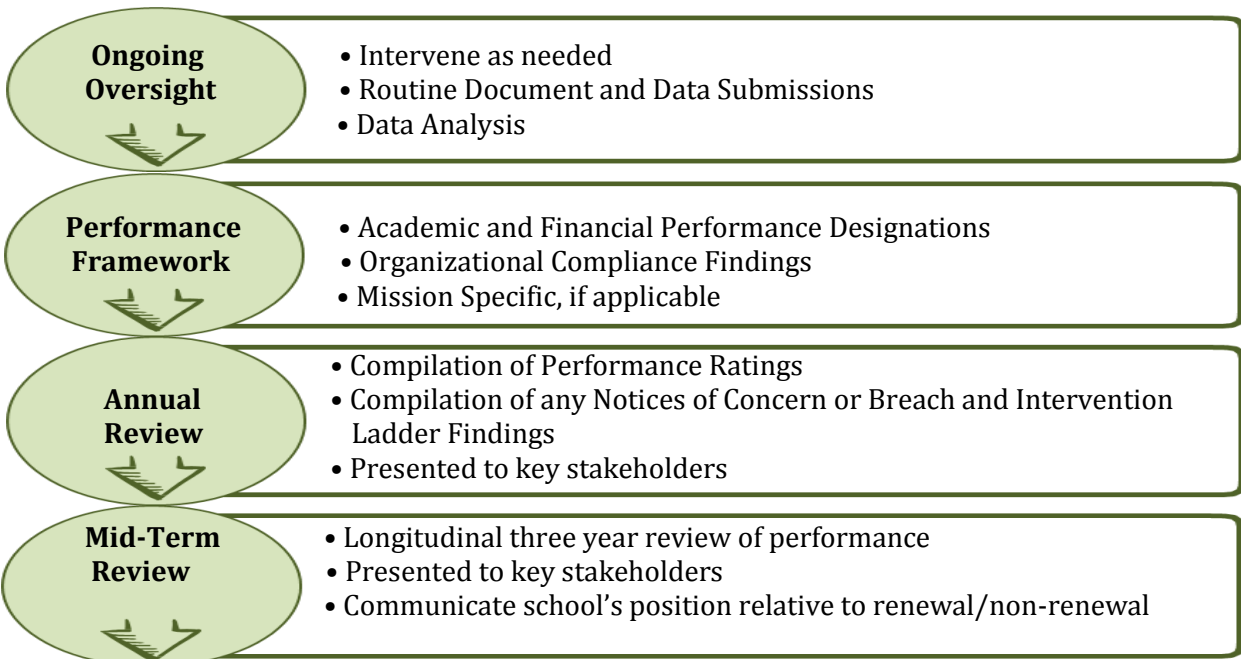 Ongoing
Oversight
• Intervene as needed
• Routine Document and Data Submissions
• Data Analysis
Performance
Framework
• Academic and Financial Performance Designations
• Organizational Compliance Findings
• Mission Specific, if applicable
Annual
Review
• Compilation of Performance Ratings
• Compilation of any Notices of Concern or Breach and Intervention
Ladder Findings
• Presented to key stakeholders
Mid-Term
Review
• Longitudinal three year review of performance
• Presented to key stakeholders
• Communicate school's position relative to renewal/non-renewal